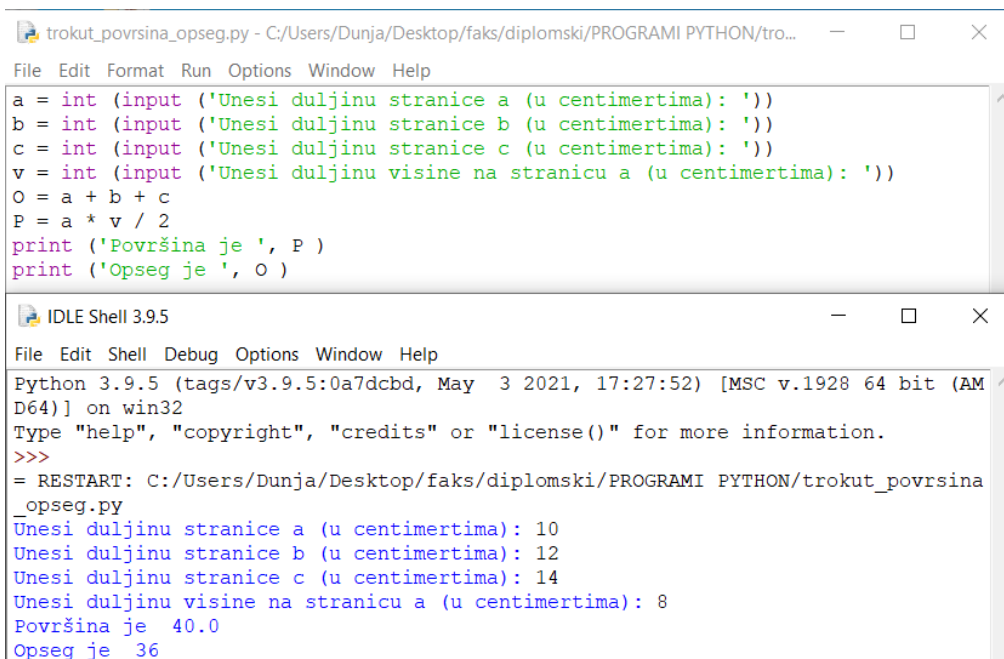 trokut_povrsina_opseg.py - C:/Users/Dunja/Desktop/faks/diplomski/PROGRAMI PYTHON/tro...
File Edit Format Run Options Window Help
a = int (input ('Unesi duljinu stranice a (u centimertima): '))
b = int (input ('Unesi duljinu stranice b (u centimertima): '))
c = int (input ('Unesi duljinu stranice c (u centimertima): '))
v = int (input ('Unesi duljinu visine na stranicu a (u centimertima): '))
O = a + b + c
P = a * v / 2
print ('Površina je ', P )
print ('Opseg je ', O )
IDLE Shell 3.9.5
File Edit Shell Debug Options Window Help
Python 3.9.5 (tags/v3.9.5:0a7dcbd, May  3 2021, 17:27:52) [MSC v.1928 64 bit (AM
D64)] on win32
Type "help", "copyright", "credits" or "license()" for more information.
>>>
= RESTART: C:/Users/Dunja/Desktop/faks/diplomski/PROGRAMI PYTHON/trokut_povrsina
_opseg.py
Unesi duljinu stranice a (u centimertima): 10
Unesi duljinu stranice b (u centimertima): 12
Unesi duljinu stranice c (u centimertima): 14
Unesi duljinu visine na stranicu a (u centimertima): 8
Površina je  40.0
Opseg je  36